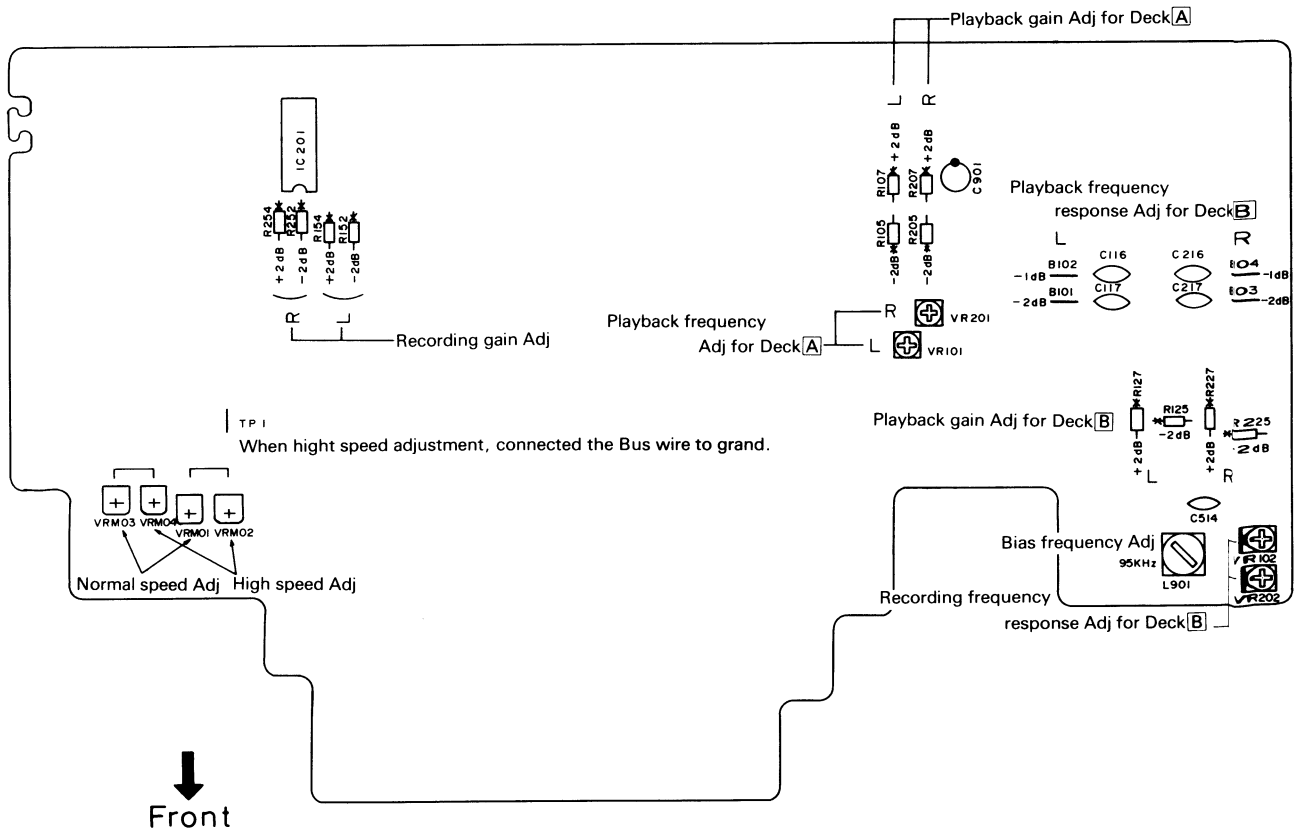 Playback gain Adj for Deck A
L
R
+2dB
+2dB
R107
R207
C901
R105
R205
-2dB
-2dB
IC201
R254
R252
R154
R152
+2dB
-2dB
+2dB
-2dB
R
L
Recording gain Adj
Playback frequency
response Adj for Deck B
L
R
C116
C216
-1dB
B102
B104
-1dB
C117
C217
-2dB
B101
B103
-2dB
Playback frequency
Adj for Deck A
R
VR201
L
VR101
R127
R227
Playback gain Adj for Deck B
R125
-2dB
R225
-2dB
+2dB
+2dB
L
R
TP1
When hight speed adjustment, connected the Bus wire to grand.
VRM03
VRM04
VRM01
VRM02
Normal speed Adj
High speed Adj
C514
Bias frequency Adj
95KHz
L901
VR102
VR202
Recording frequency
response Adj for Deck B
Front